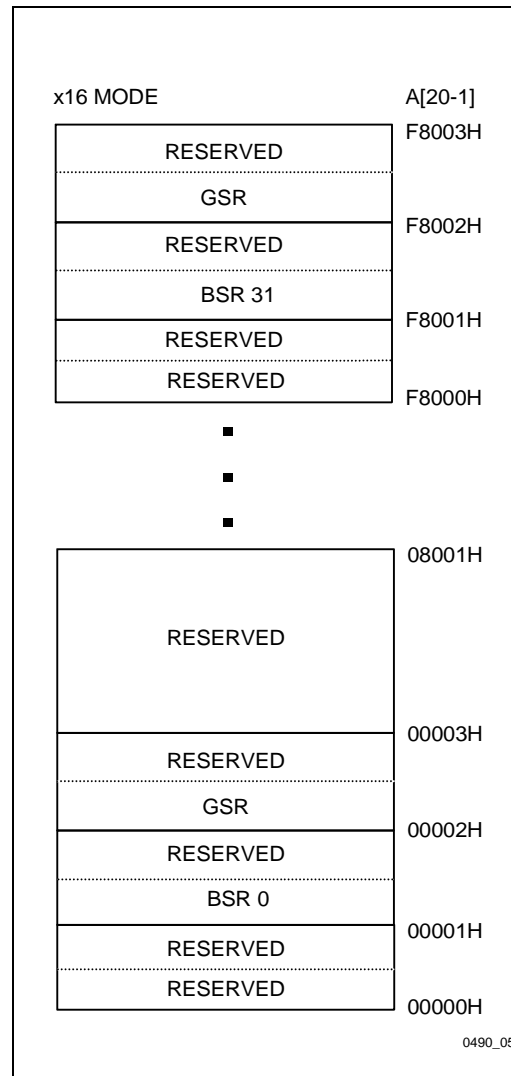 x16 MODE A[20-1]
F8003H
RESERVED
GSR
F8002H
RESERVED
BSR 31
F8001H
RESERVED
RESERVED
F8000H
08001H
RESERVED
00003H
RESERVED
GSR
00002H
RESERVED
BSR 0
00001H
RESERVED
RESERVED
00000H
0490_05